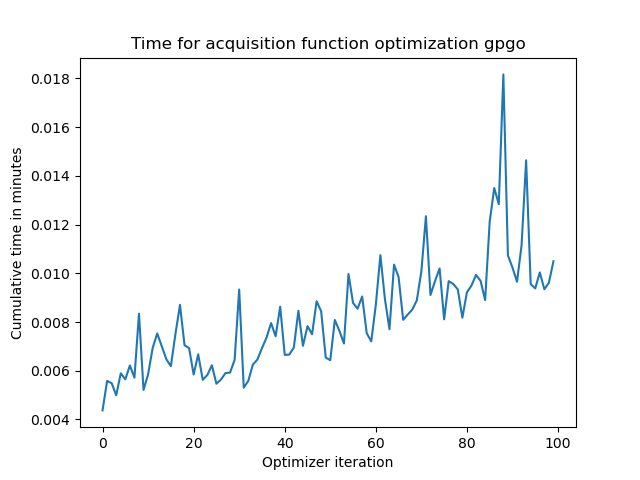 Time for acquisition function optimization gpgo
Cumulative time in minutes
0.018
0.016
0.014
0.012
0.010
0.008
0.006
0.004
0 20 40 60 80 100
Optimizer iteration